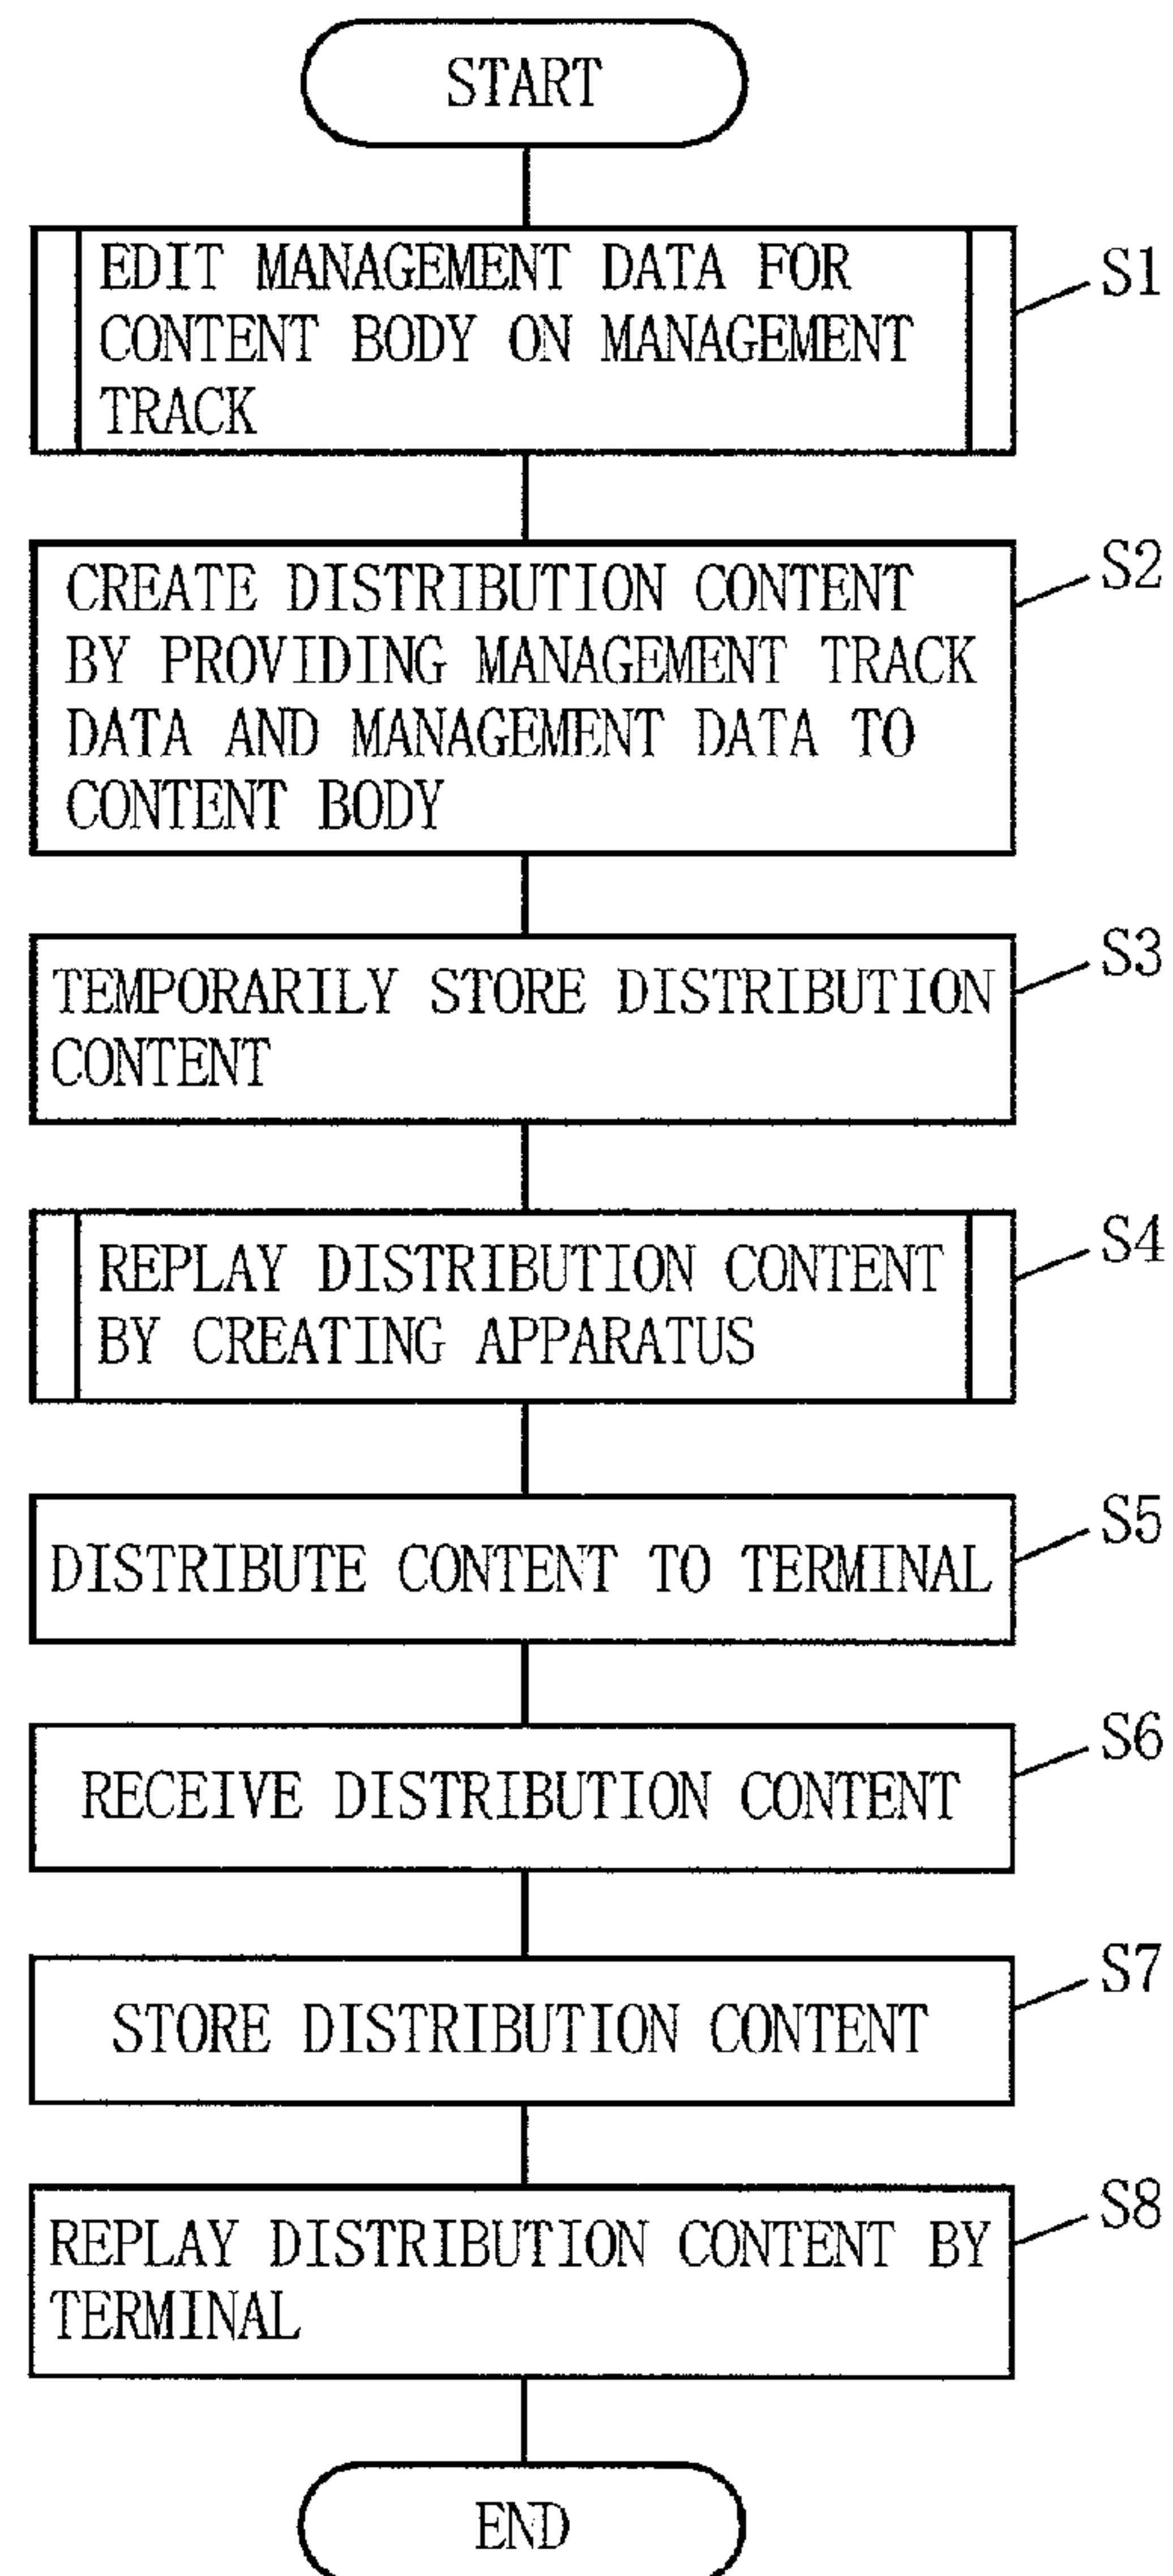 START
EDIT MANAGEMENT DATA FOR
CONTENT BODY ON MANAGEMENT
TRACK
S1
CREATE DISTRIBUTION CONTENT
BY PROVIDING MANAGEMENT TRACK
DATA AND MANAGEMENT DATA TO
CONTENT BODY
S2
TEMPORARILY STORE DISTRIBUTION
CONTENT
S3
REPLAY DISTRIBUTION CONTENT
BY CREATING APPARATUS
S4
DISTRIBUTE CONTENT TO TERMINAL
S5
RECEIVE DISTRIBUTION CONTENT
S6
STORE DISTRIBUTION CONTENT
S7
REPLAY DISTRIBUTION CONTENT BY
TERMINAL
S8
END